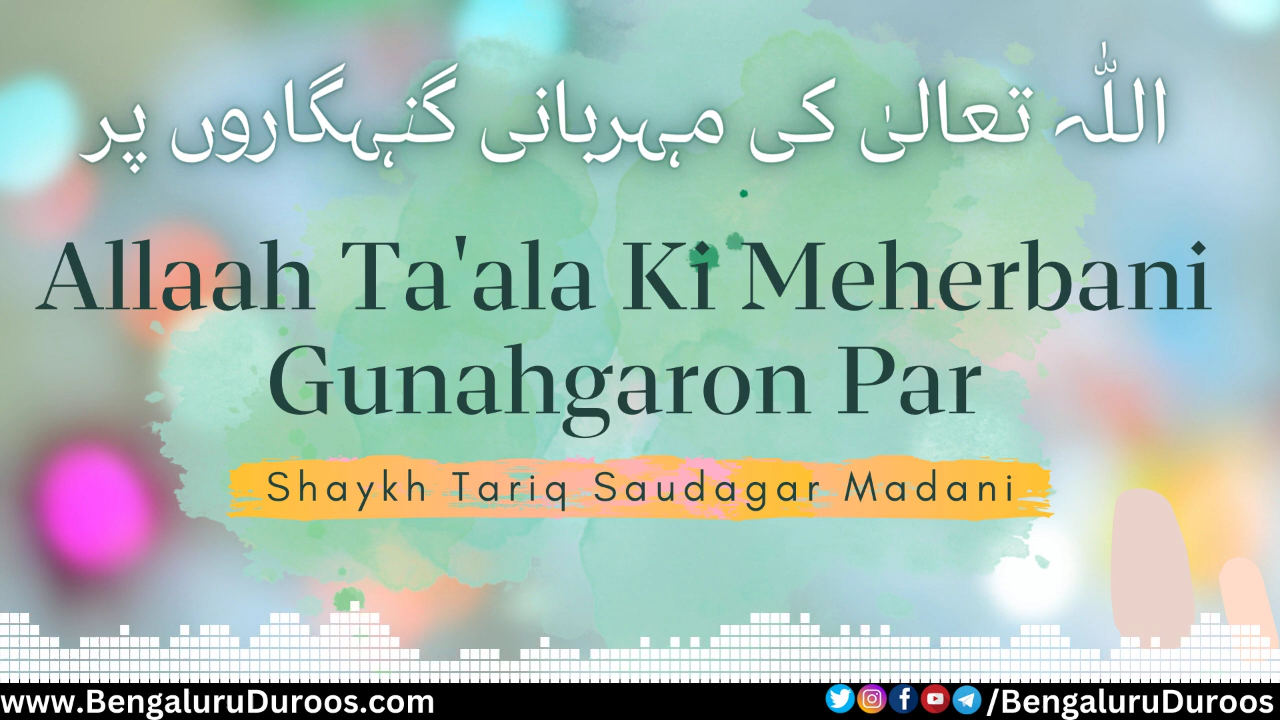 اللّٰہ تعالیٰ کی مہربانی گنہگاروں پر
Allaah Ta'ala Ki Meherbani
Gunahgaron Par
Shaykh Tariq Saudagar Madani
www.BengaluruDuroos.com
/BengaluruDuroos